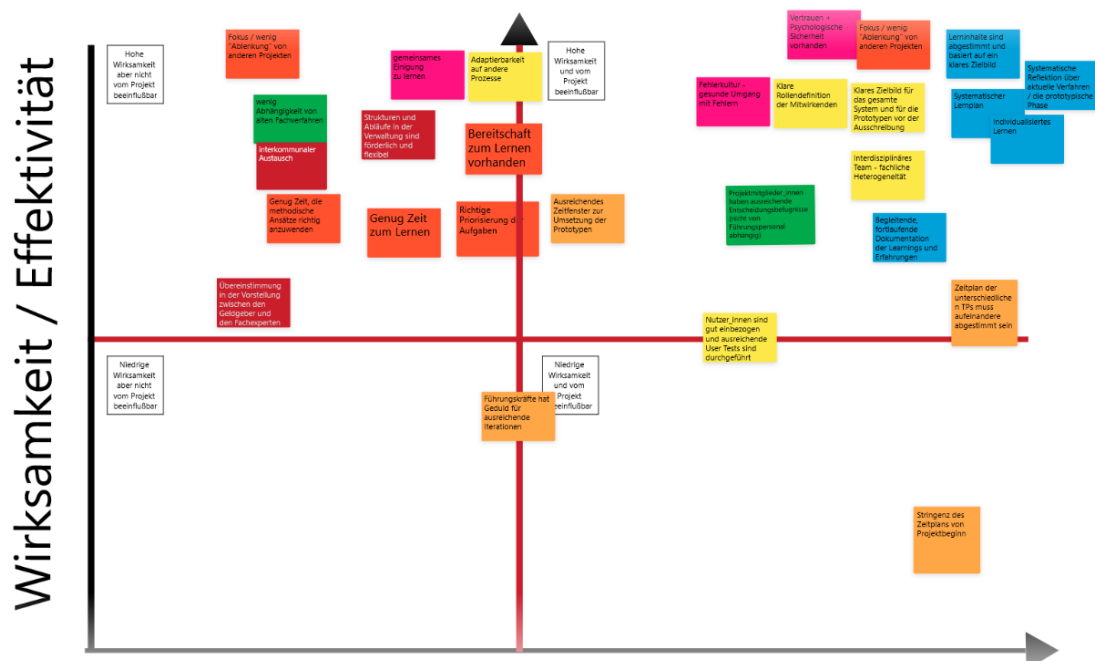 Wirksamkeit / Effektivität
Hohe
Wirksamkeit
aber nicht
vom Projekt
beeinflußbar
Fokus / wenig
"Ablenkung" von
anderen Projekten
gemeinsames
Einigung
zu lernen
Adaptierbarkeit
auf andere
Prozesse
Hohe
Wirksamkeit
und vom
Projekt
beeinflußbar
Vertrauen +
Psychologische
Sicherheit
vorhanden
Fokus / wenig
"Ablenkung" von
anderen Projekten
Lerninhalte sind
abgestimmt und
basiert auf ein
klares Zielbild
Systematische
Reflektion über
aktuelle Verfahren
/ die prototypische
Phase
wenig
Abhängigkeit von
alten Fachverfahren
interkommunaler
Austausch
Strukturen und
Abläufe in der
Verwaltung sind
förderlich und
flexibel
Bereitschaft
zum Lernen
vorhanden
Fehlerkultur -
gesunde Umgang
mit Fehlern
Klare
Rollendefinition
der Mitwirkenden
Klares Zielbild für
das gesamte
System und für die
Prototypen vor der
Ausschreibung
Systematischer
Lernplan
Individualisiertes
Lernen
Interdisziplinäres
Team - fachliche
Heterogeneität
Genug Zeit, die
methodische
Ansätze richtig
anzuwenden
Genug Zeit
zum Lernen
Richtige
Priorisierung der
Aufgaben
Ausreichendes
Zeitfenster zur
Umsetzung der
Prototypen
Projektmitglieder_innen
haben ausreichende
Entscheidungsbefugnisse
(nicht von
Führungspersonal
abhängig)
Begleitende,
fortlaufende
Dokumentation
der Learnings und
Erfahrungen
Übereinstimmung
in der Vorstellung
zwischen den
Geldgeber und
den Fachexperten
Zeitplan der
unterschiedliche
n TPs muss
aufeinandere
abgestimmt sein
Nutzer_innen sind
gut einbezogen
und ausreichende
User Tests sind
durchgeführt
Niedrige
Wirksamkeit
aber nicht
vom Projekt
beeinflußbar
Niedrige
Wirksamkeit
und vom
Projekt
beeinflußbar
Führungskräfte hat
Geduld für
ausreichende
Iterationen
Stringenz des
Zeitplans von
Projektbeginn